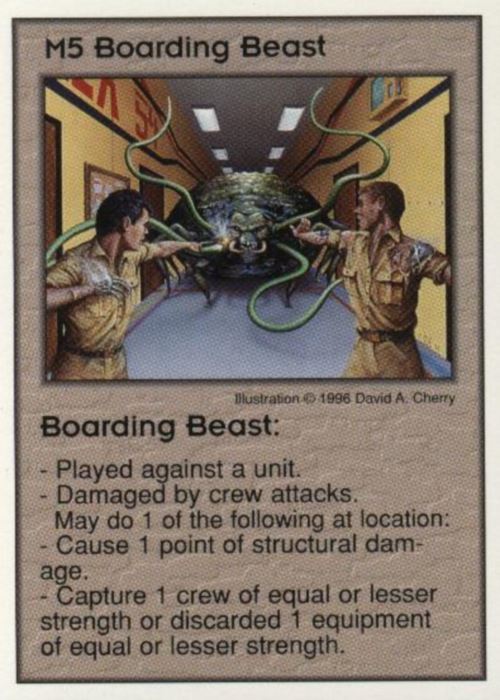 M5 Boarding Beast
54
Illustration © 1996 David A. Cherry
Boarding Beast:
- Played against a unit.
- Damaged by crew attacks.
May do 1 of the following at location:
- Cause 1 point of structural dam-
age.
- Capture 1 crew of equal or lesser
strength or discarded 1 equipment
of equal or lesser strength.